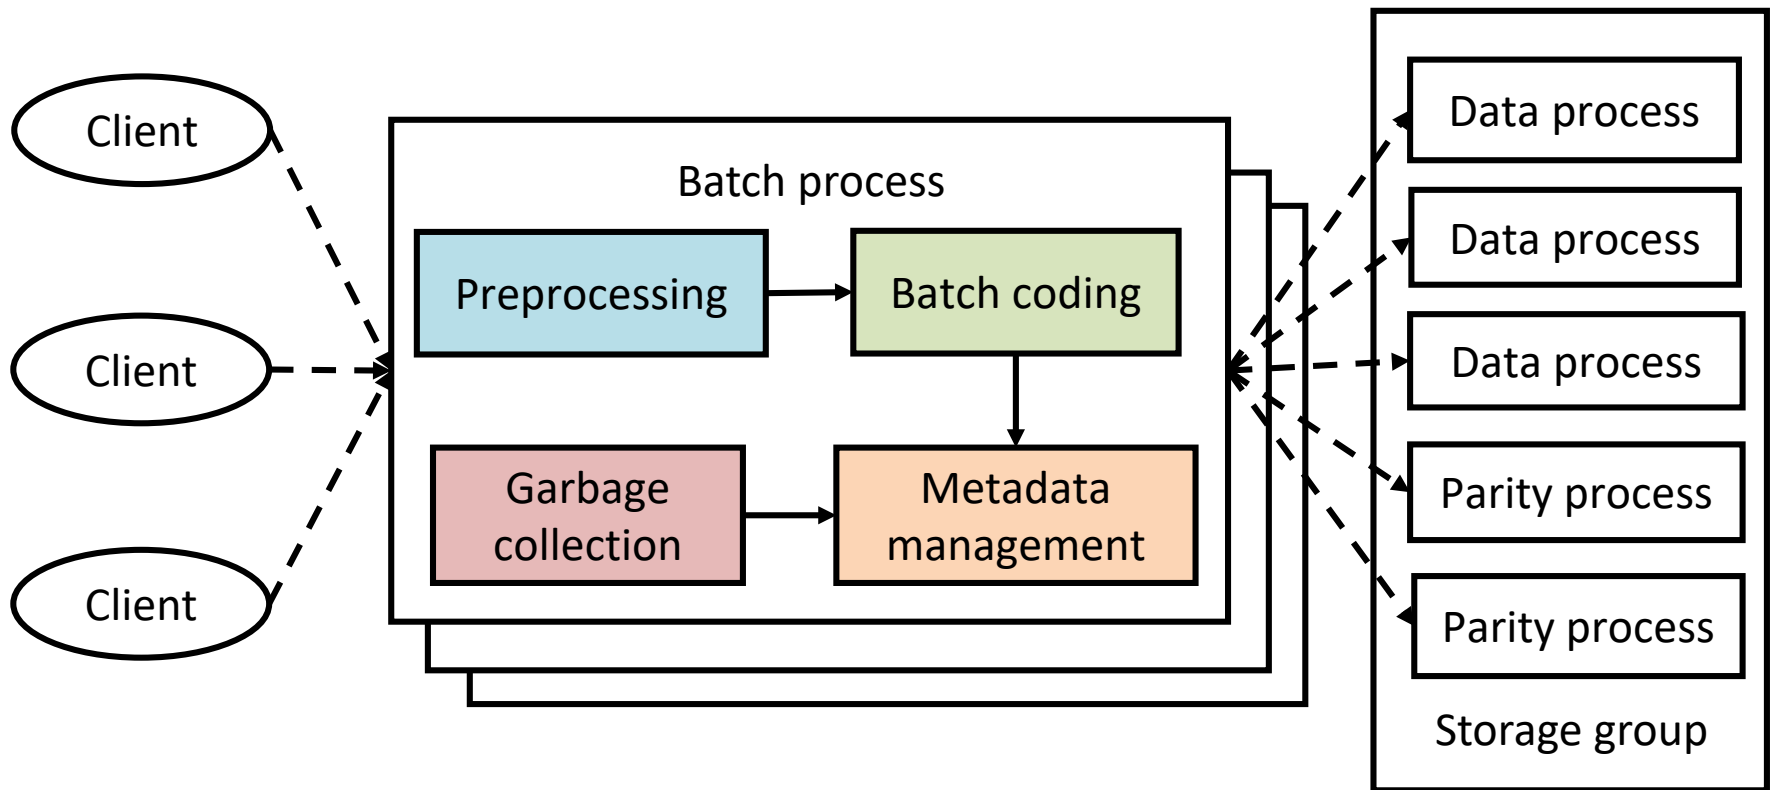 Client
Client
Client
Batch process
Preprocessing
Batch coding
Garbage
collection
Metadata
management
Data process
Data process
Data process
Parity process
Parity process
Storage group